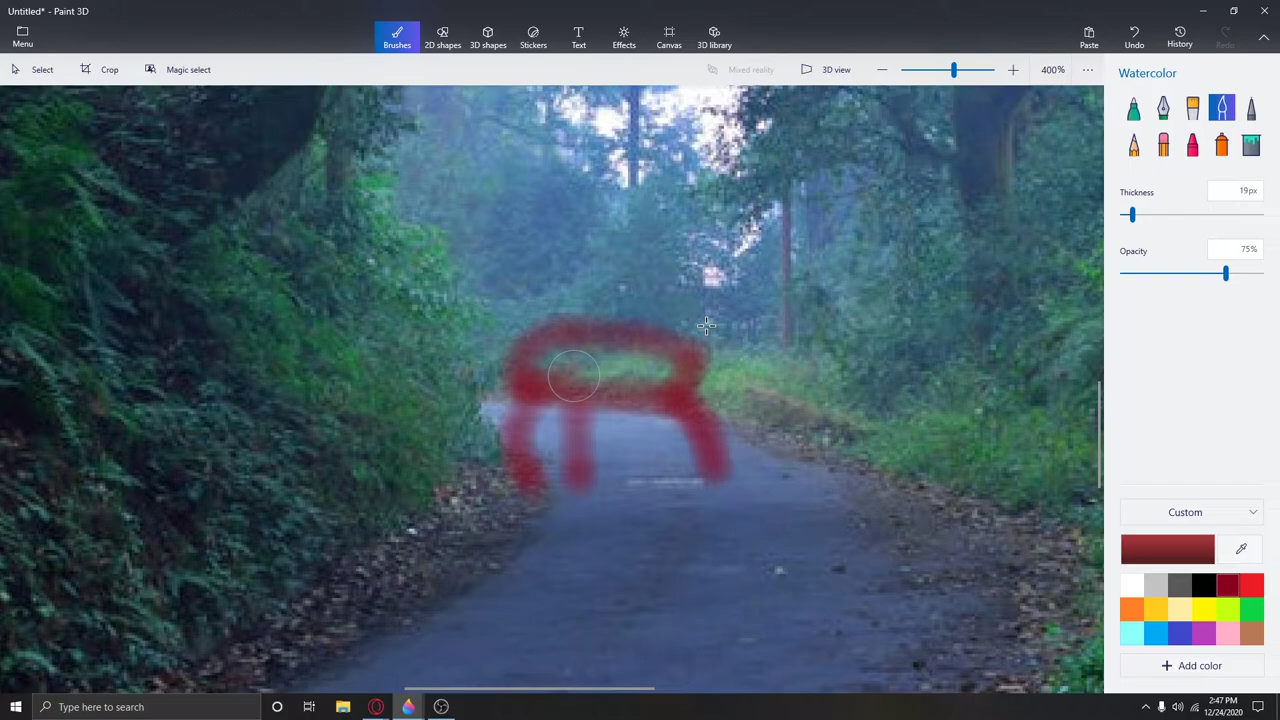 Untitled* - Paint 3D
Menu
Brushes
2D shapes
3D shapes
Stickers
Text
Effects
Canvas
3D library
Paste
Undo
History
Redo
Select
Crop
Magic select
Mixed reality
3D view
400%
Watercolor
Thickness
19px
Opacity
75%
Custom
Add color
Type here to search
2:47 PM
12/24/2020